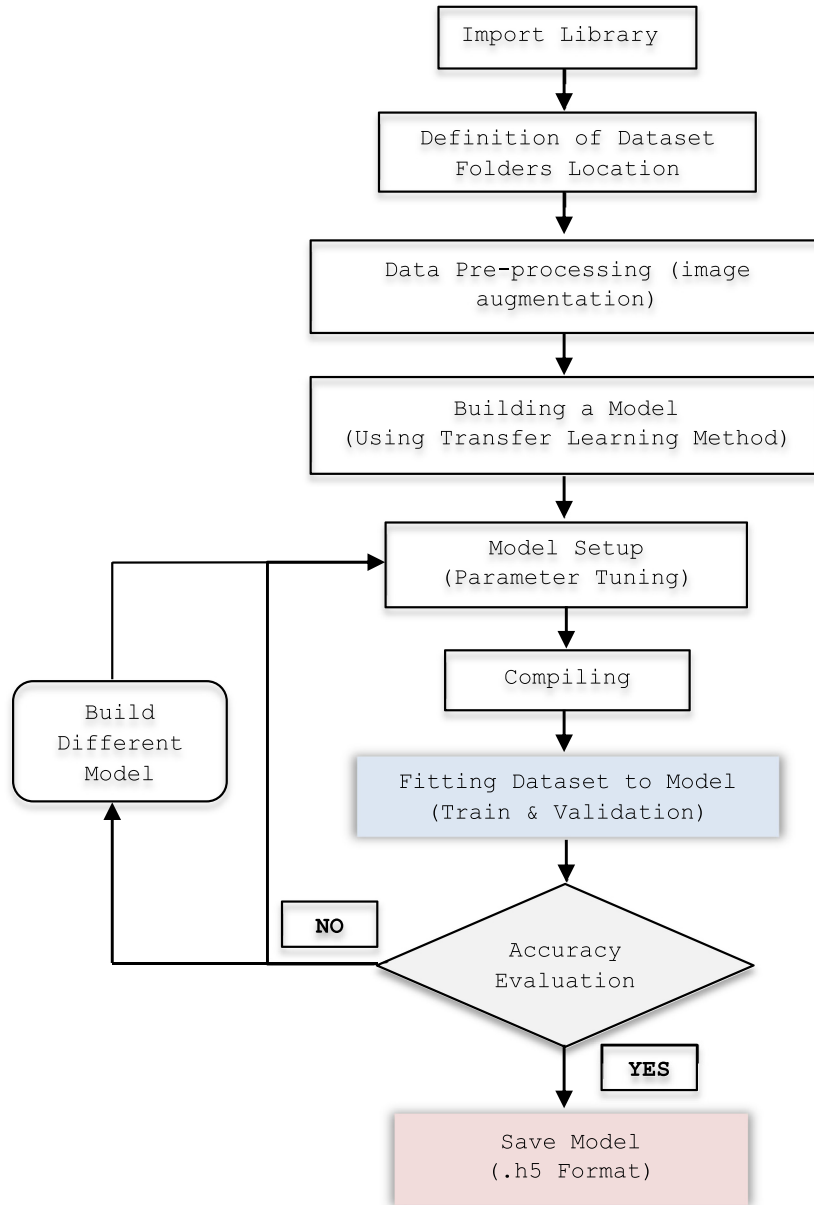 Import Library
Definition of Dataset
Folders Location
Data Pre-processing (image
augmentation)
Building a Model
(Using Transfer Learning Method)
Model Setup
(Parameter Tuning)
Compiling
Build
Different
Model
Fitting Dataset to Model
(Train & Validation)
NO
Accuracy
Evaluation
YES
Save Model
(.h5 Format)